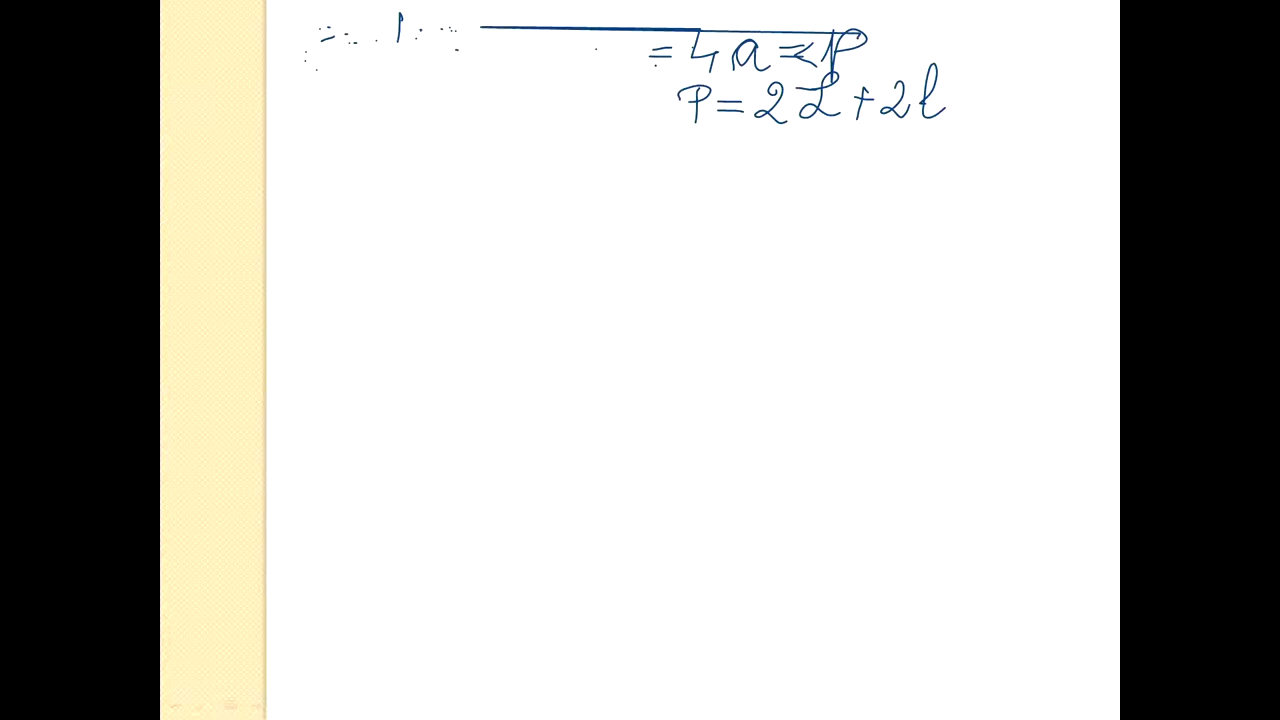 = 4a = P
P = 2L + 2l